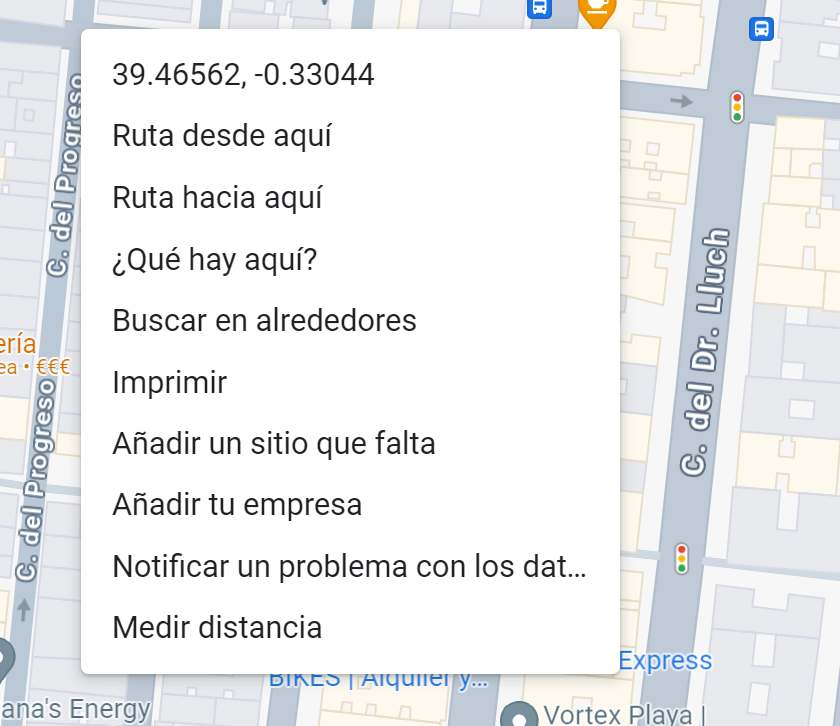 39.46562, -0.33044
Ruta desde aquí
Ruta hacia aquí
¿Qué hay aquí?
Buscar en alrededores
Imprimir
Añadir un sitio que falta
Añadir tu empresa
Notificar un problema con los dat...
Medir distancia
C. del Progreso
C. del Progreso
C. del Dr. Lluch
ería
ea • €€€
Express
BIKES | Alquiler y...
ana's Energy
Vortex Playa |